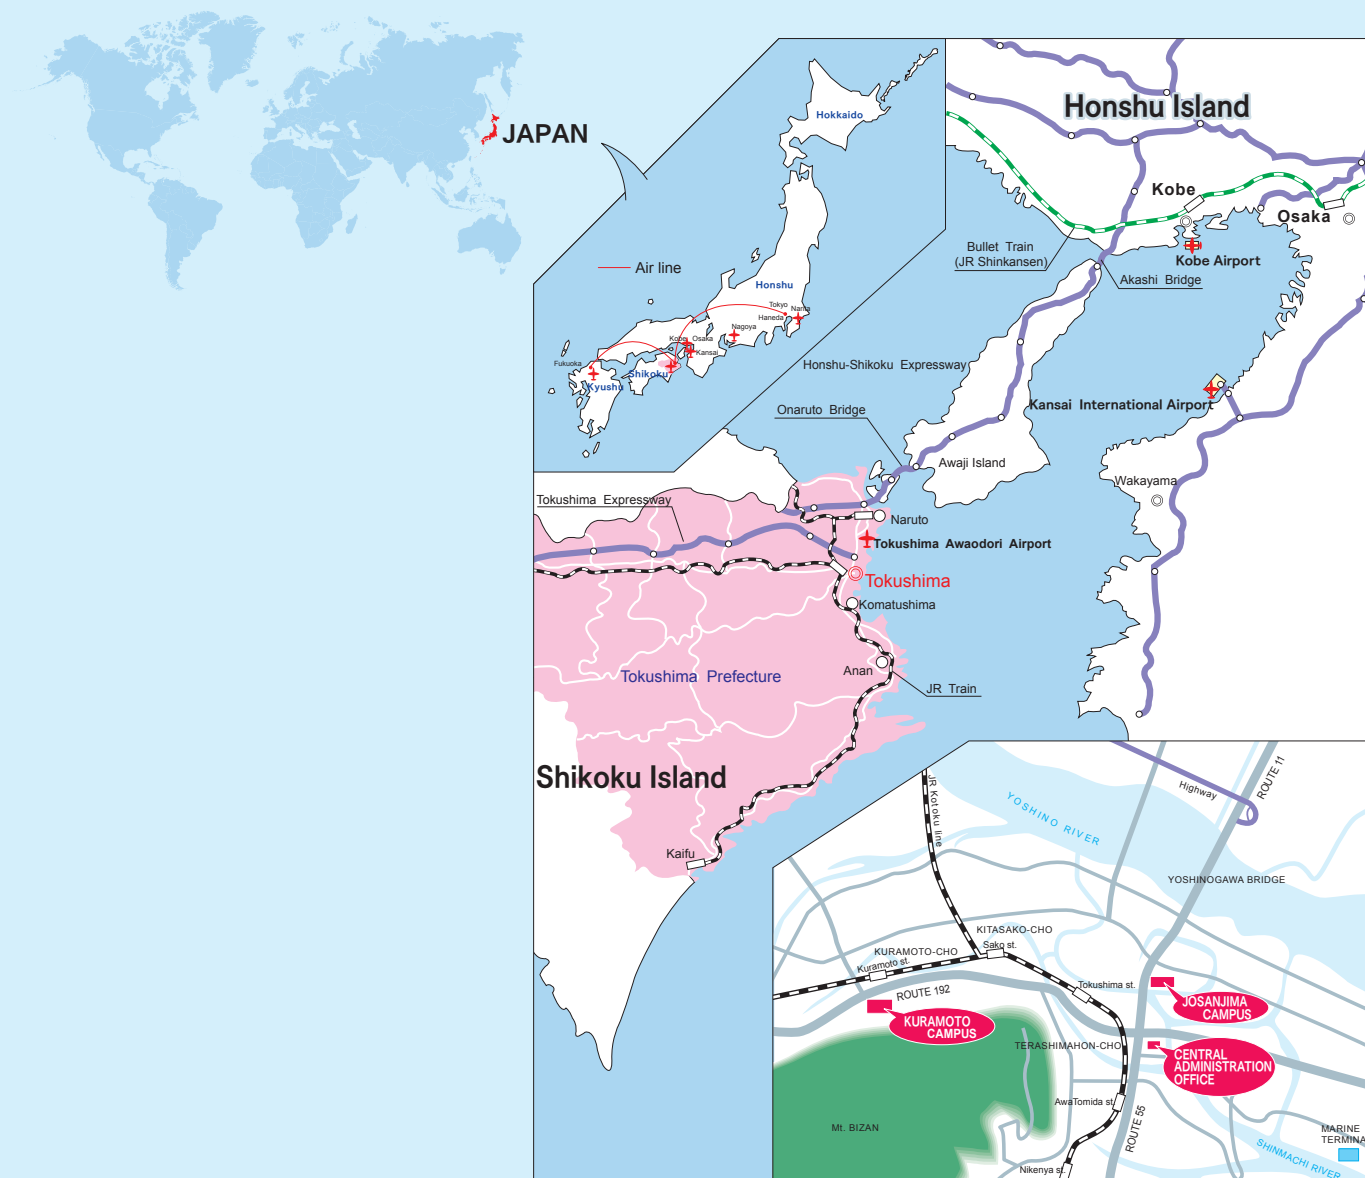 JAPAN
Hokkaido
Air line
Honshu
Tokyo
Narita
Haneda
Nagoya
Kobe
Osaka
Kansai
Fukuoka
Shikoku
Kyushu
Honshu Island
Kobe
Osaka
Bullet Train
(JR Shinkansen)
Kobe Airport
Akashi Bridge
Honshu-Shikoku Expressway
Onaruto Bridge
Kansai International Airport
Awaji Island
Wakayama
Tokushima Expressway
Naruto
Tokushima Awaodori Airport
Tokushima
Komatushima
Anan
Tokushima Prefecture
JR Train
Shikoku Island
Kaifu
JR Kotoku line
YOSHINO RIVER
Highway
ROUTE 11
YOSHINOGAWA BRIDGE
KITASAKO-CHO
Sako st.
KURAMOTO-CHO
Kuramoto st.
ROUTE 192
Tokushima st.
JOSANJIMA
CAMPUS
KURAMOTO
CAMPUS
TERASHIMAHON-CHO
CENTRAL
ADMINISTRATION
OFFICE
AwaTomida st.
Mt. BIZAN
ROUTE 55
MARINE
TERMINA
SHINMACHI RIVER
Nikenya st.